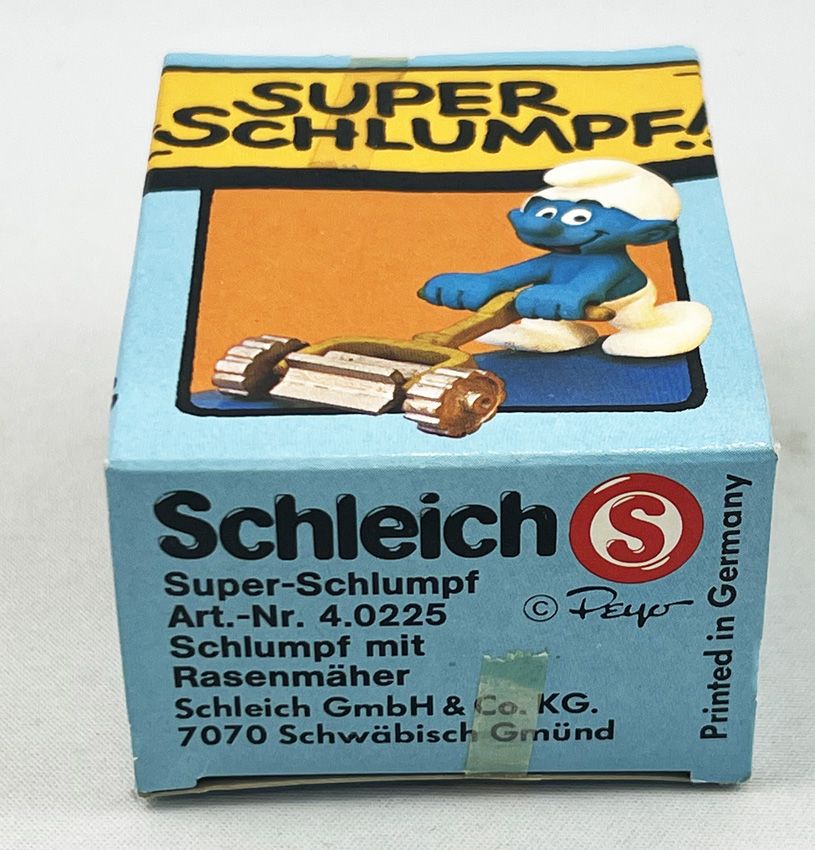 SUPER
SCHLUMPF!
Schleich S
Super-Schlumpf
Art.-Nr. 4.0225
© Peyo
Schlumpf mit
Rasenmäher
Schleich GmbH & Co. KG.
7070 Schwäbisch Gmünd
Printed in Germany